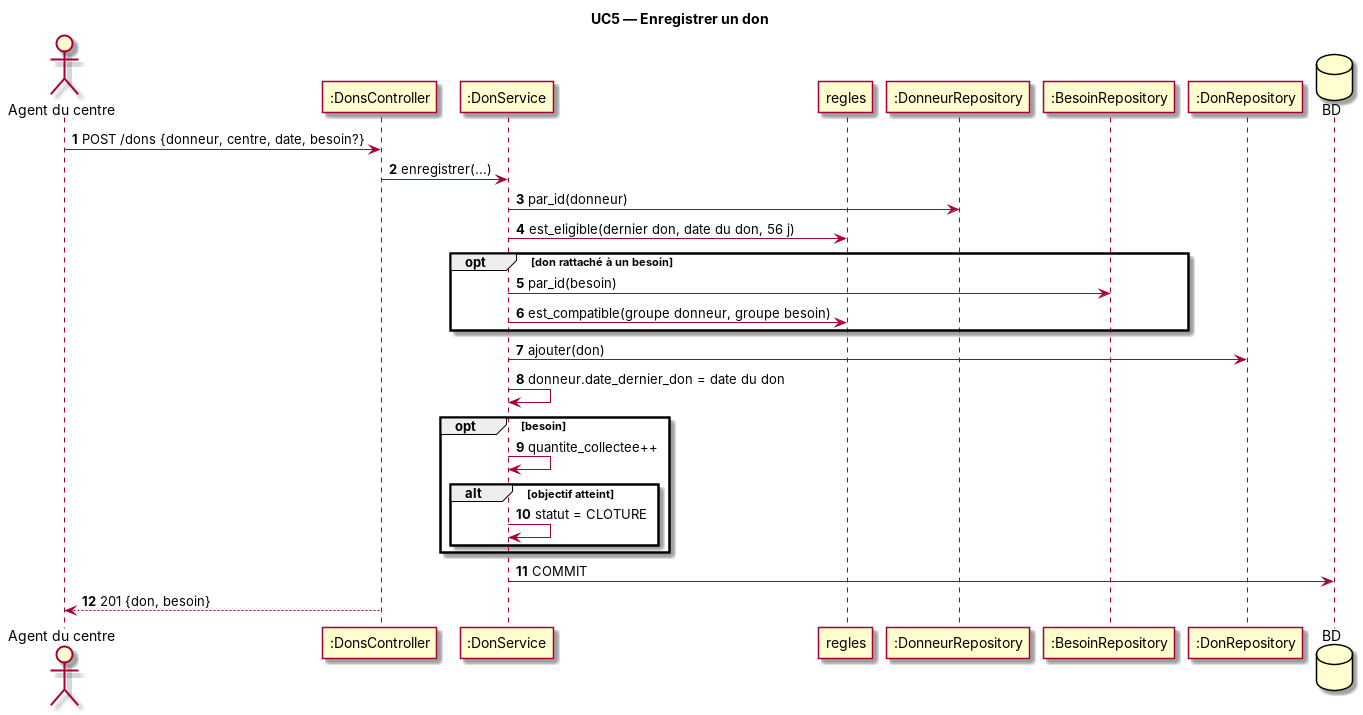 UC5 — Enregistrer un don
Agent du centre
:DonsController
:DonService
regles
:DonneurRepository
:BesoinRepository
:DonRepository
BD
1 POST /dons {donneur, centre, date, besoin?}
2 enregistrer(...)
3 par_id(donneur)
4 est_eligible(dernier don, date du don, 56 j)
opt [don rattaché à un besoin]
5 par_id(besoin)
6 est_compatible(groupe donneur, groupe besoin)
7 ajouter(don)
8 donneur.date_dernier_don = date du don
opt [besoin]
9 quantite_collectee++
alt [objectif atteint]
10 statut = CLOTURE
11 COMMIT
12 201 {don, besoin}
Agent du centre
:DonsController
:DonService
regles
:DonneurRepository
:BesoinRepository
:DonRepository
BD